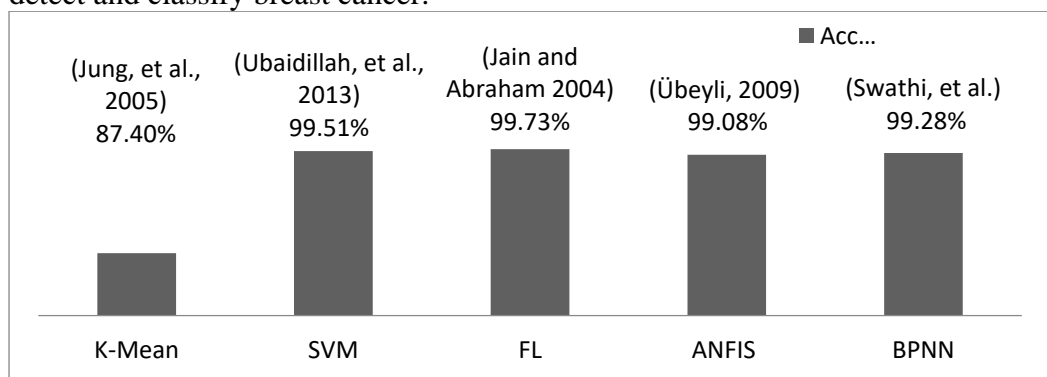 detect and classify breast cancer.
Acc...
(Jung, et al.,
2005)
87.40%
(Ubaidillah, et al.,
2013)
99.51%
(Jain and
Abraham 2004)
99.73%
(Übeyli, 2009)
99.08%
(Swathi, et al.)
99.28%
K-Mean
SVM
FL
ANFIS
BPNN